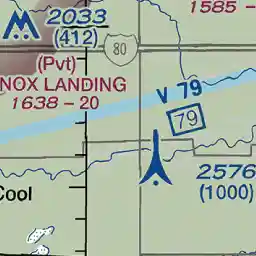 2033
(412)
1585 -
80
(Pvt)
NOX LANDING
1638 - 20
V 79
79
2576
(1000)
Cool